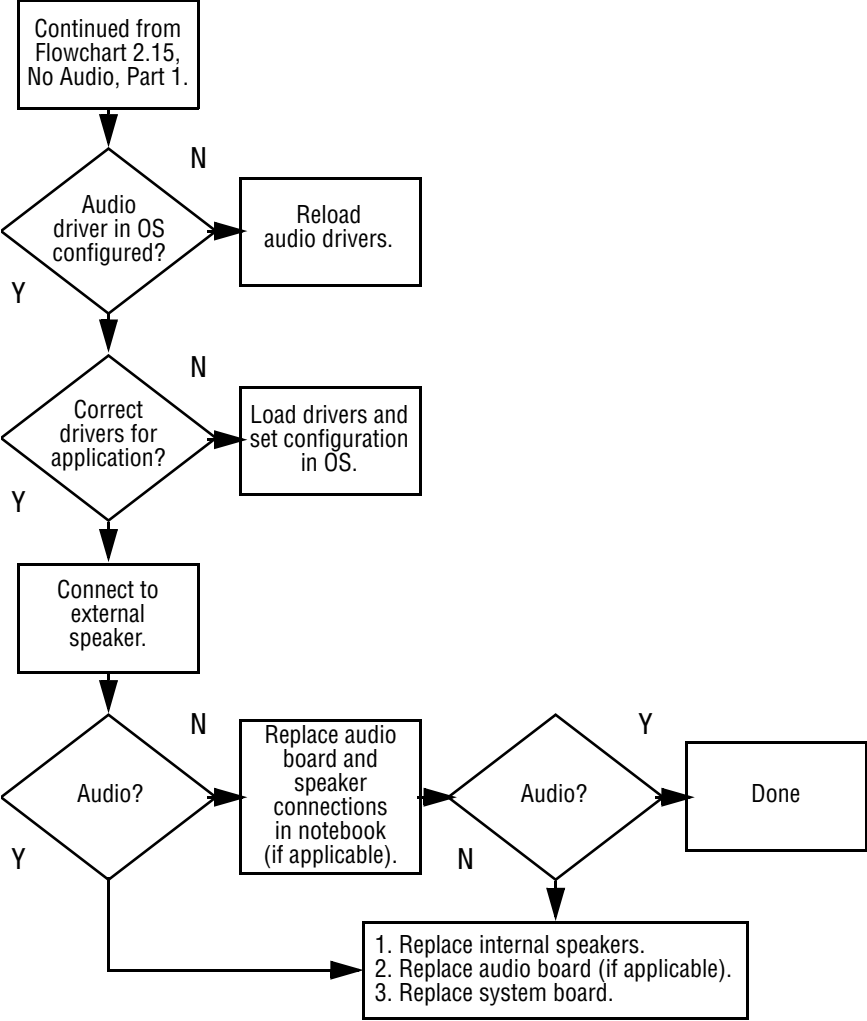 Continued from
Flowchart 2.15,
No Audio, Part 1.
N
Audio
driver in OS
configured?
Reload
audio drivers.
Y
N
Correct
drivers for
application?
Load drivers and
set configuration
in OS.
Y
Connect to
external
speaker.
N
Audio?
Replace audio
board and
speaker
connections
in notebook
(if applicable).
Audio?
Y
Done
Y
N
1. Replace internal speakers.
2. Replace audio board (if applicable).
3. Replace system board.